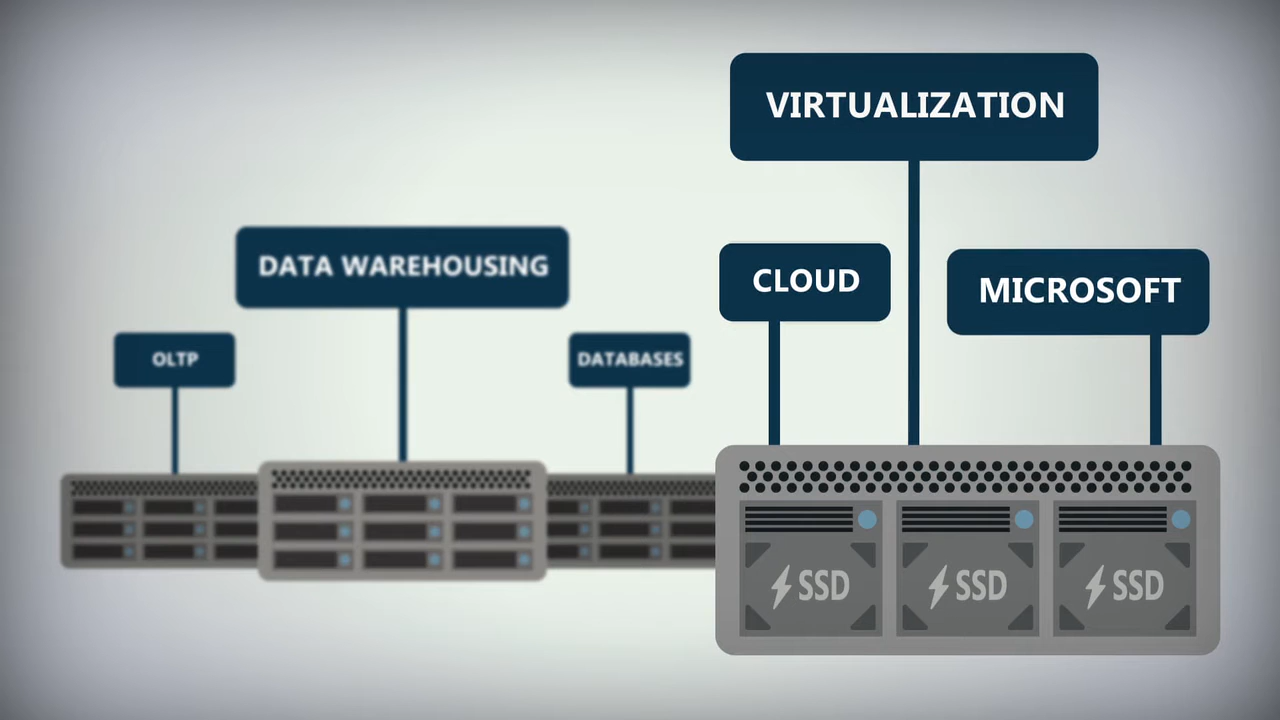 VIRTUALIZATION
DATA WAREHOUSING
CLOUD
MICROSOFT
OLTP
DATABASES
SSD
SSD
SSD